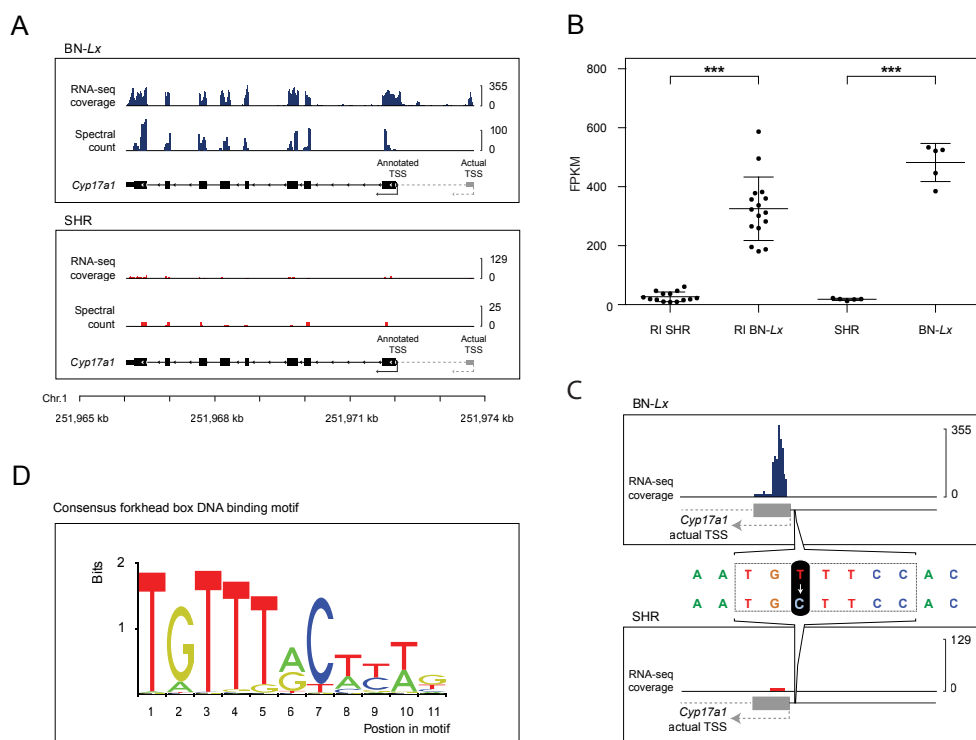 A
BN-Lx
RNA-seq
coverage
355
0
Spectral
count
100
0
Annotated
TSS
Actual
TSS
Cyp17a1
SHR
RNA-seq
coverage
129
0
Spectral
count
25
0
Annotated
TSS
Actual
TSS
Cyp17a1
Chr.1
251,965 kb 251,968 kb 251,971 kb 251,974 kb
B
800
600
400
200
0
FPKM
*** ***
RI SHR RI BN-Lx SHR BN-Lx
C
BN-Lx
RNA-seq
coverage
355
0
Cyp17a1
actual TSS
A A T G T T T C C A C
A A T G C T T C C A C
SHR
RNA-seq
coverage
129
0
Cyp17a1
actual TSS
D
Consensus forkhead box DNA binding motif
Bits
2
1
T G T T T A C T T T G
1 2 3 4 5 6 7 8 9 10 11
Postion in motif